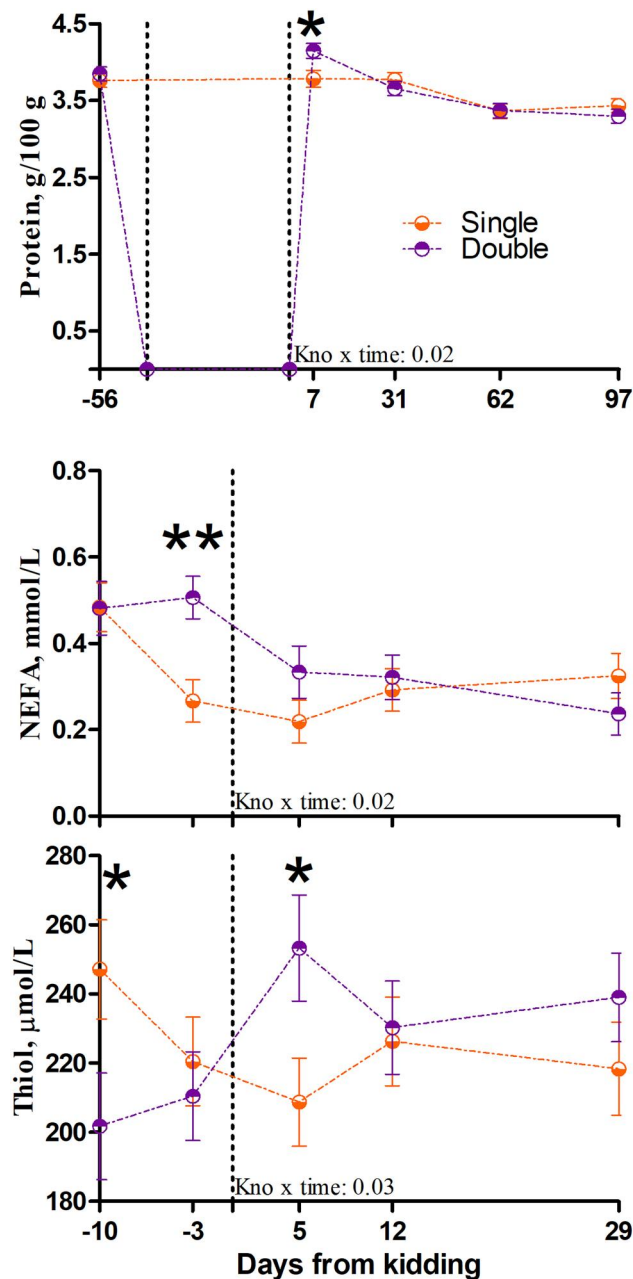 *
4.5
3.5
2.5
1.5
0.5
Protein, g/100 g
Single
Double
Kno x time: 0.02
-56 7 31 62 97
0.8
0.6
0.4
0.2
0.0
NEFA, mmol/L
**
Kno x time: 0.02
280
260
240
220
200
180
Thiol, µmol/L
* *
Kno x time: 0.03
-10 -3 5 12 29
Days from kidding